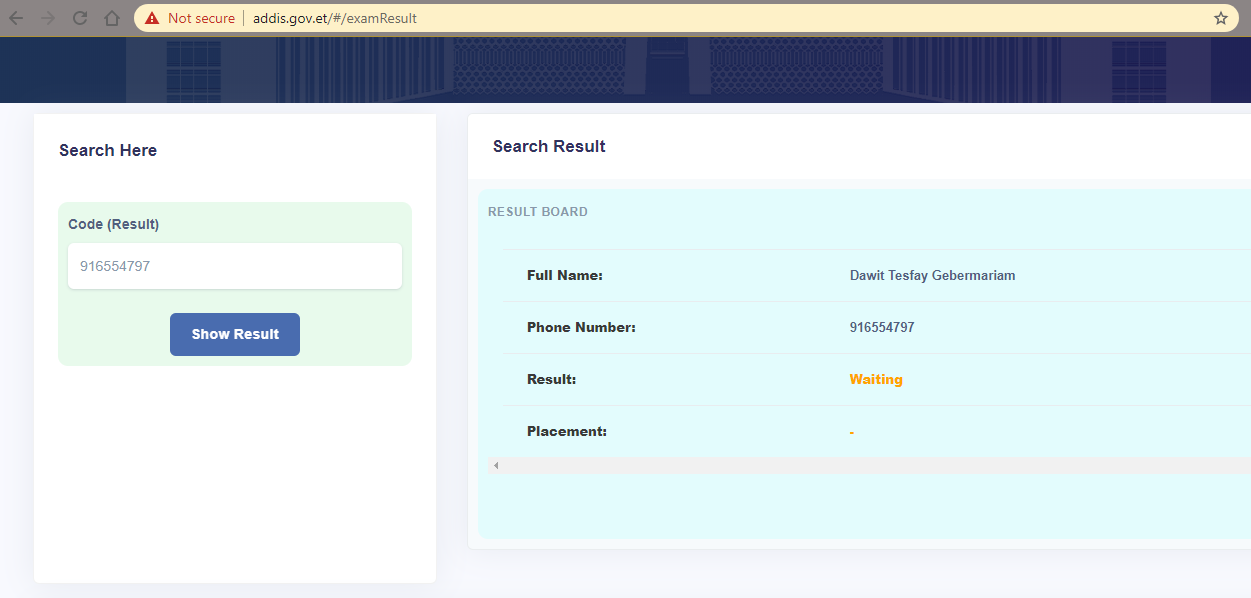 Not secure addis.gov.et/#/examResult
Search Here
Code (Result)
916554797
Show Result
Search Result
RESULT BOARD
Full Name: Dawit Tesfay Gebermariam
Phone Number: 916554797
Result: Waiting
Placement: -